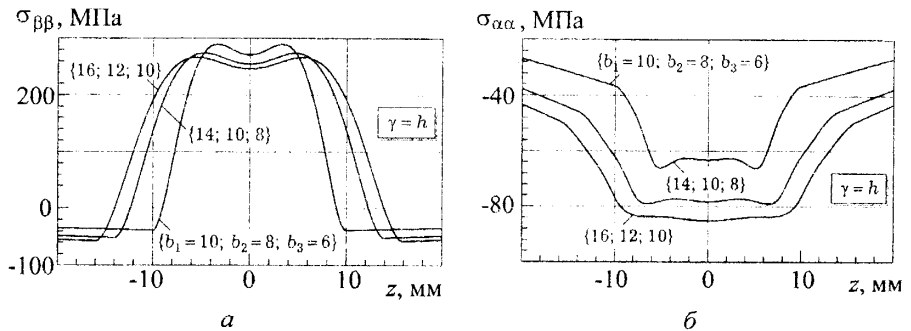 σββ, МПа
200
0
-100
{16; 12; 10}
{14; 10; 8}
γ = h
{b₁ = 10; b₂ = 8; b₃ = 6}
-10
0
10
z, мм
а
σαα, МПа
-40
-80
{b₁ = 10; b₂ = 8; b₃ = 6}
{14; 10; 8}
γ = h
{16; 12; 10}
-10
0
10
z, мм
б